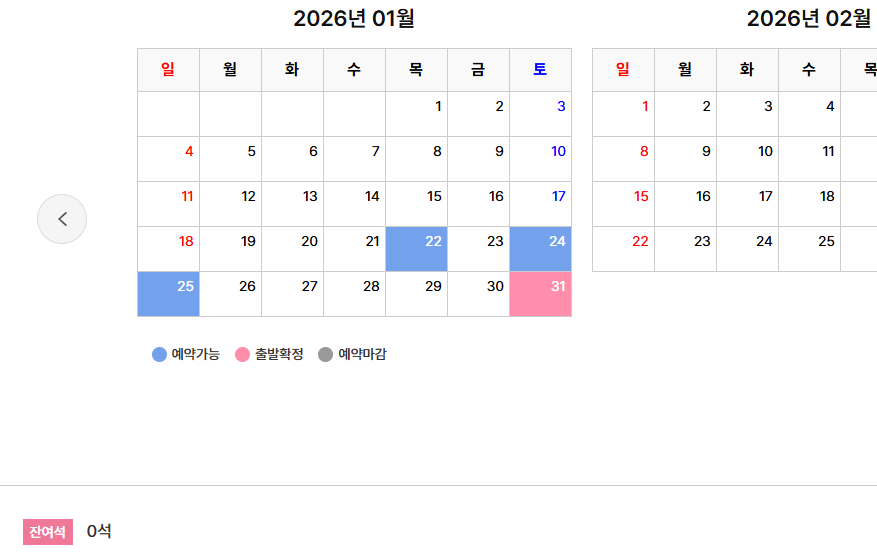 2026년 01월
일 월 화 수 목 금 토
1 2 3
4 5 6 7 8 9 10
11 12 13 14 15 16 17
18 19 20 21 22 23 24
25 26 27 28 29 30 31
예약가능 출발확정 예약마감
2026년 02월
일 월 화 수 목
1 2 3 4
8 9 10 11
15 16 17 18
22 23 24 25
잔여석 0석